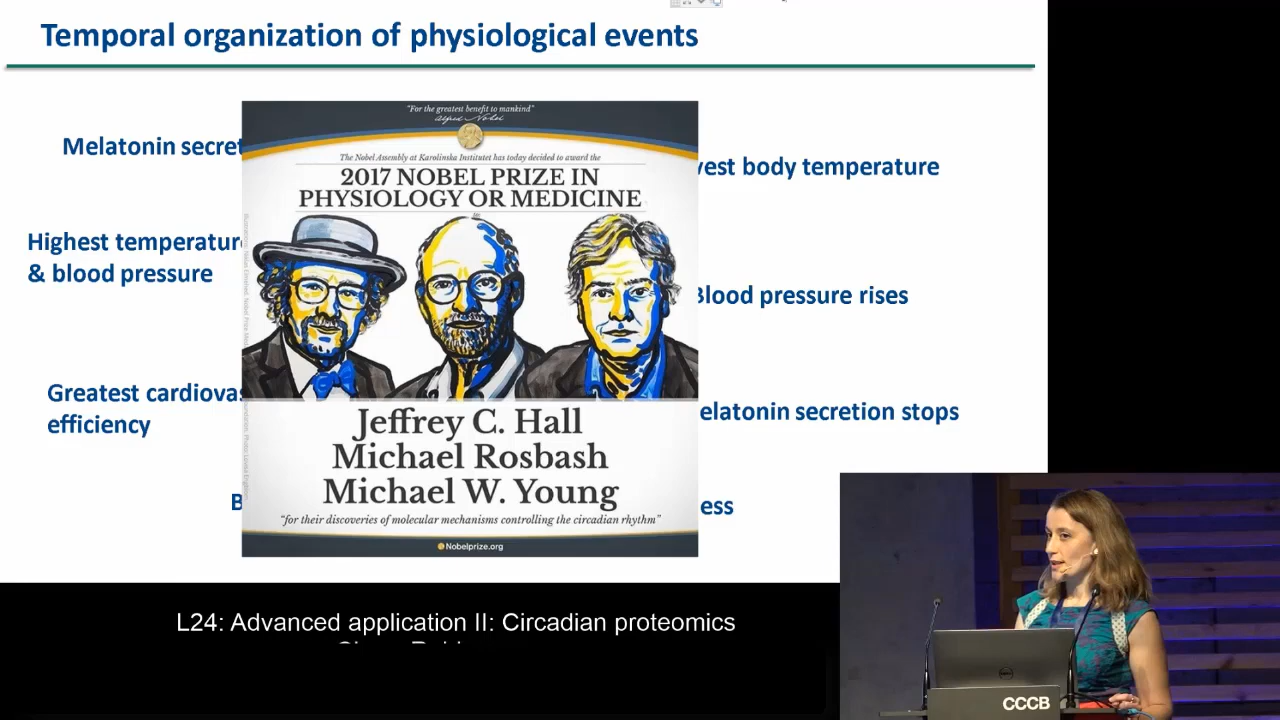 Temporal organization of physiological events
"For the greatest benefit to mankind"
Alfred Nobel
The Nobel Assembly at Karolinska Institutet has today decided to award the
2017 NOBEL PRIZE IN
PHYSIOLOGY OR MEDICINE
Melatonin secret
vest body temperature
Highest temperatur
& blood pressure
Blood pressure rises
Greatest cardiovas
efficiency
elatonin secretion stops
Jeffrey C. Hall
Michael Rosbash
Michael W. Young
B
ess
"for their discoveries of molecular mechanisms controlling the circadian rhythm"
Nobelprize.org
L24: Advanced application II: Circadian proteomics
CCCB